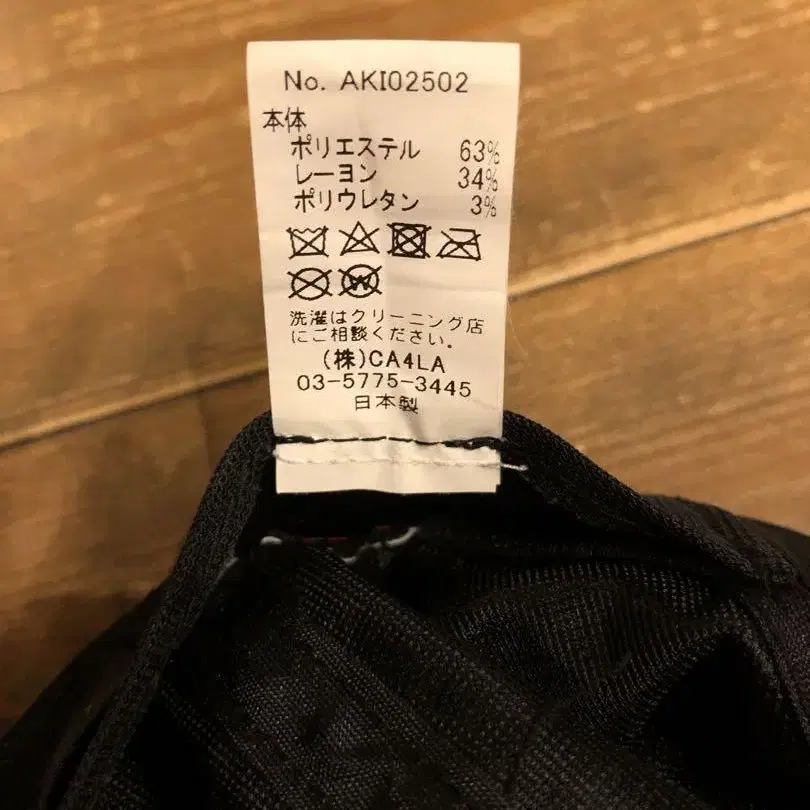 No. AKI02502
本体
ポリエステル 63%
レーヨン 34%
ポリウレタン 3%
W
洗濯はクリーニング店
にご相談ください。
(株)CA4LA
03-5775-3445
日本製